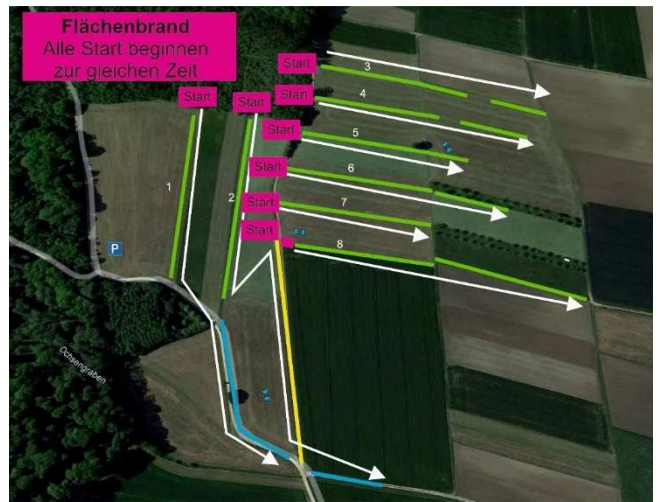 Flächenbrand
Alle Start beginnen
zur gleichen Zeit
Start
Start
Start
Start
Start
Start
Start
Start
1
2
3
4
5
6
7
8
P
Ochsengraben